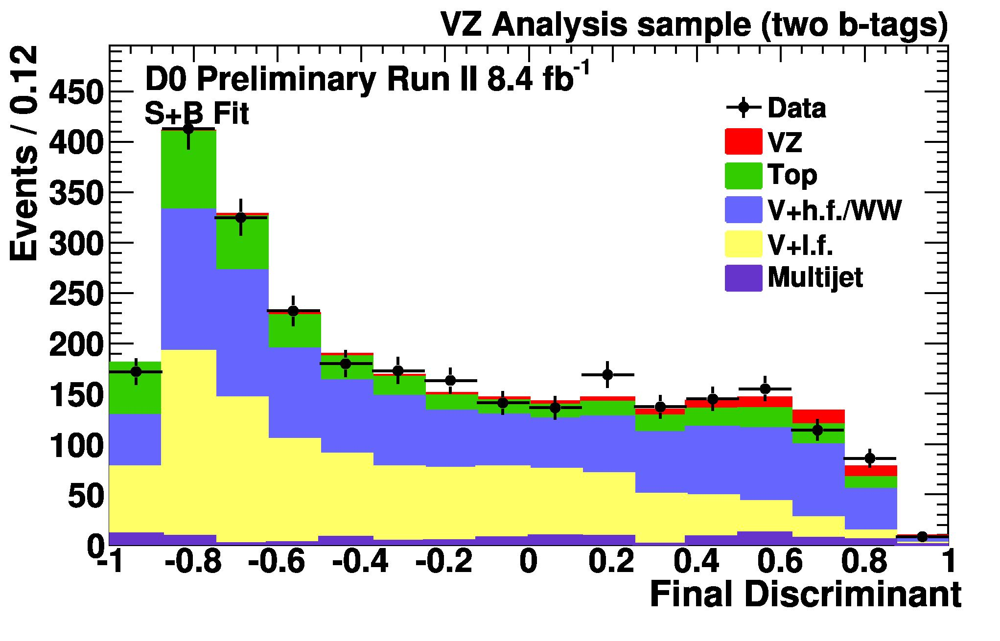 VZ Analysis sample (two b-tags)
Events / 0.12
D0 Preliminary Run II 8.4 fb-1
S+B Fit
Data
VZ
Top
V+h.f./WW
V+l.f.
Multijet
450
400
350
300
250
200
150
100
50
0
-1 -0.8 -0.6 -0.4 -0.2 0 0.2 0.4 0.6 0.8 1
Final Discriminant